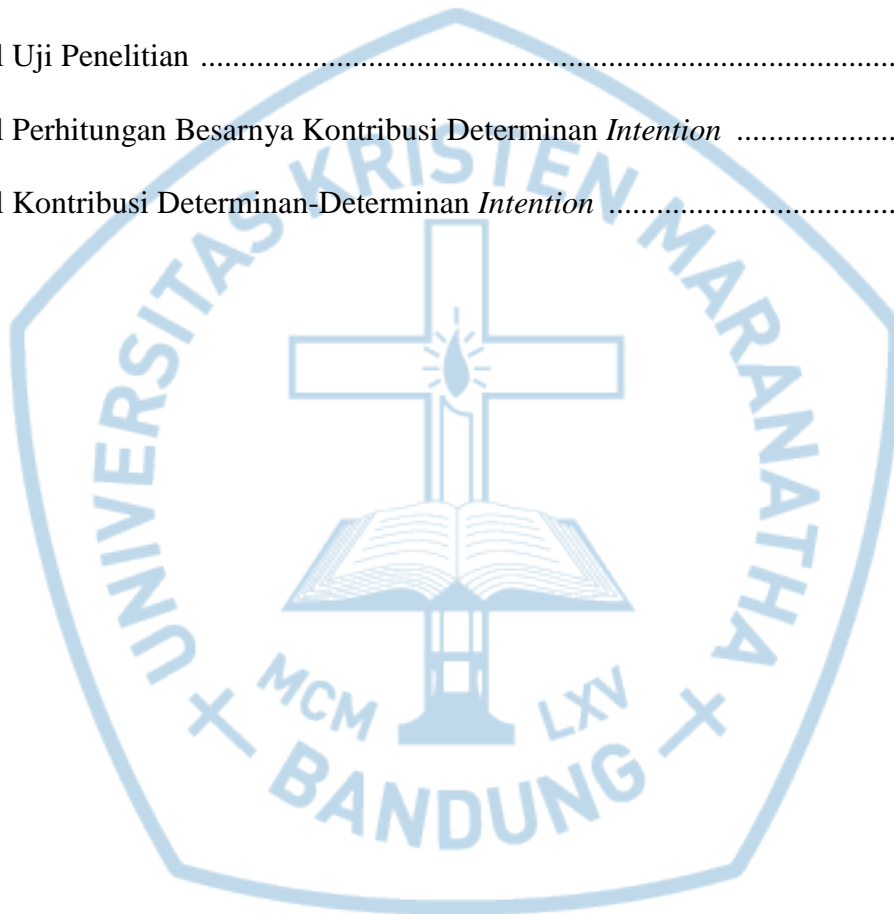 l Uji Penelitian ........................................................................................
l Perhitungan Besarnya Kontribusi Determinan Intention ....................
l Kontribusi Determinan-Determinan Intention ....................................
UNIVERSITAS KRISTEN MARANATHA
MCM LXV
BANDUNG